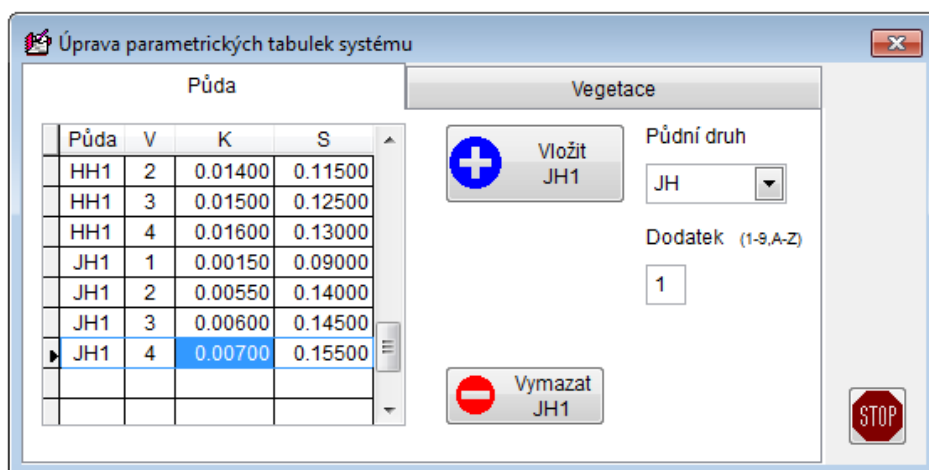 Úprava parametrických tabulek systému
Půda
Vegetace
Půda V K S
HH1 2 0.01400 0.11500
HH1 3 0.01500 0.12500
HH1 4 0.01600 0.13000
JH1 1 0.00150 0.09000
JH1 2 0.00550 0.14000
JH1 3 0.00600 0.14500
JH1 4 0.00700 0.15500
Vložit
JH1
Půdní druh
JH
Dodatek (1-9,A-Z)
1
Vymazat
JH1
STOP